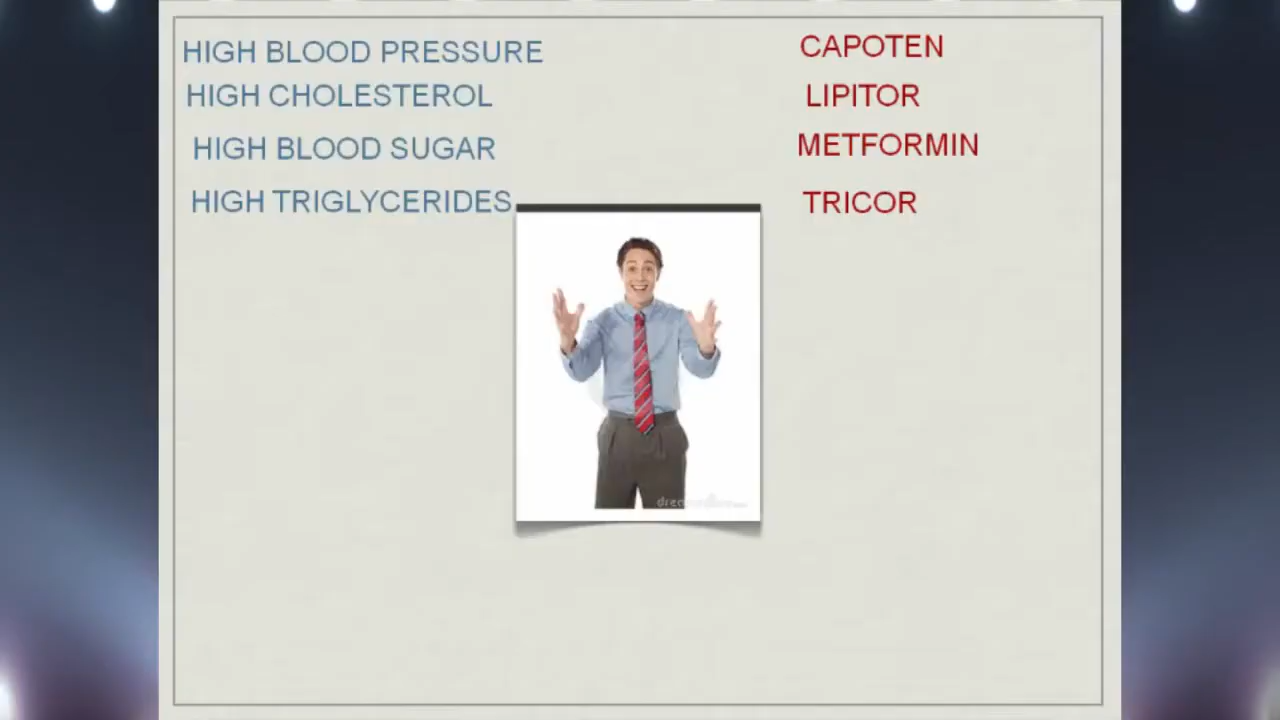 HIGH BLOOD PRESSURE CAPOTEN
HIGH CHOLESTEROL LIPITOR
HIGH BLOOD SUGAR METFORMIN
HIGH TRIGLYCERIDES TRICOR